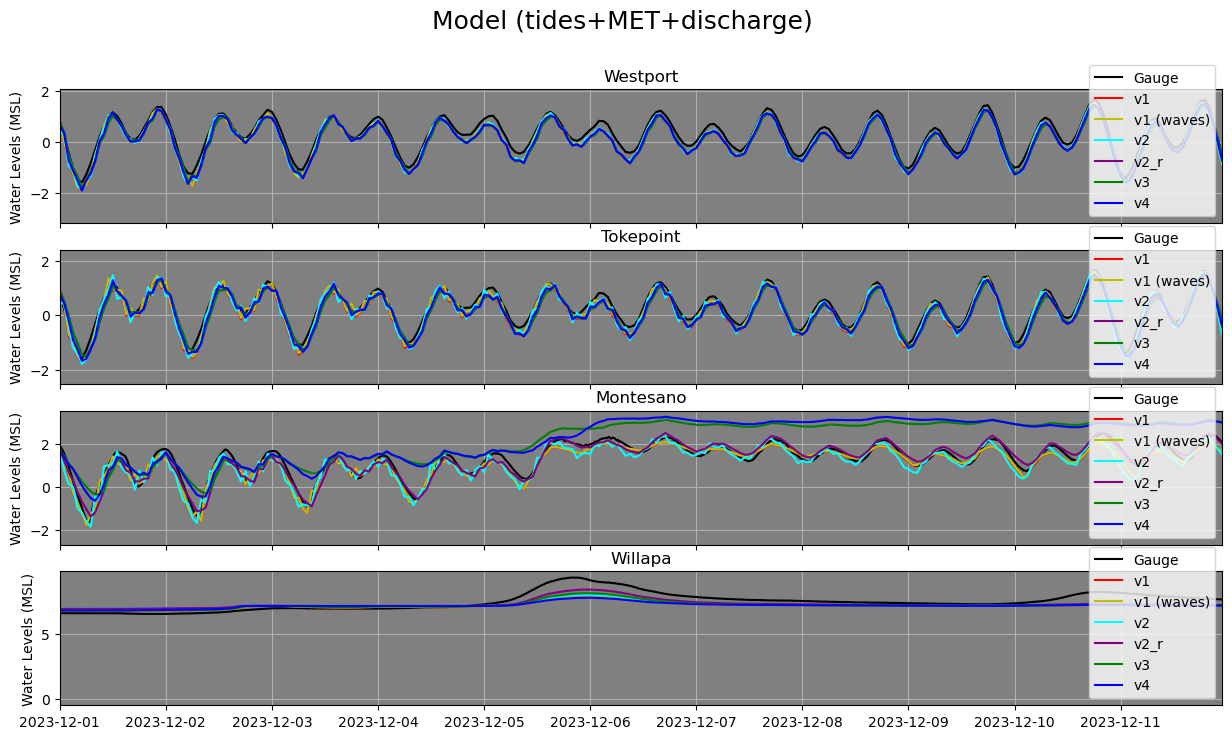 Model (tides+MET+discharge)
Westport
Water Levels (MSL)
2
0
−2
Gauge
v1
v1 (waves)
v2
v2_r
v3
v4
Tokepoint
Water Levels (MSL)
2
0
−2
Gauge
v1
v1 (waves)
v2
v2_r
v3
v4
Montesano
Water Levels (MSL)
2
0
−2
Gauge
v1
v1 (waves)
v2
v2_r
v3
v4
Willapa
Water Levels (MSL)
5
0
Gauge
v1
v1 (waves)
v2
v2_r
v3
v4
2023-12-01 2023-12-02 2023-12-03 2023-12-04 2023-12-05 2023-12-06 2023-12-07 2023-12-08 2023-12-09 2023-12-10 2023-12-11